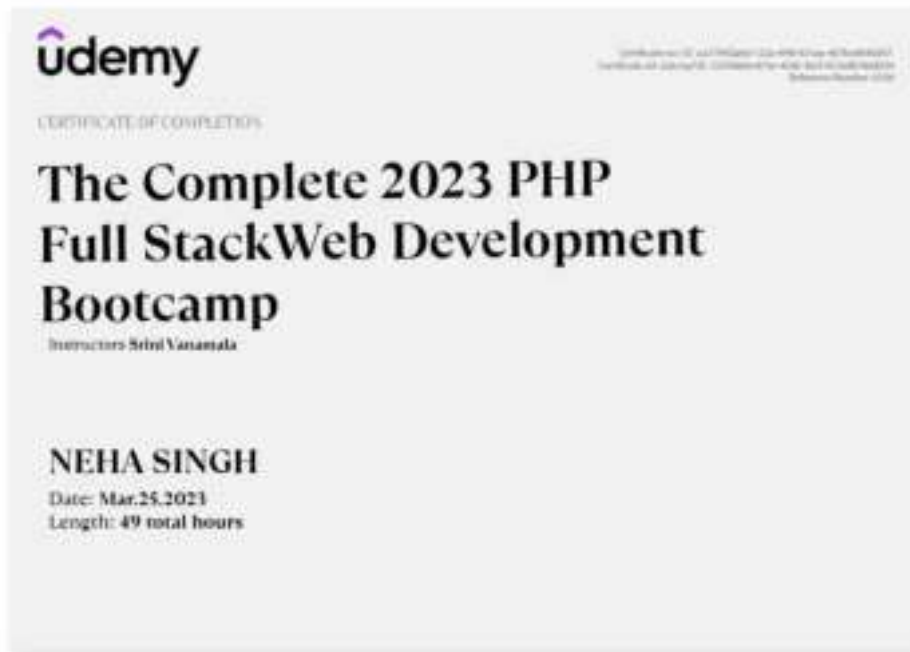 ûdemy
CERTIFICATE OF COMPLETION
The Complete 2023 PHP
Full StackWeb Development
Bootcamp
Instructors Srini Vanamala
NEHA SINGH
Date: Mar.25.2023
Length: 49 total hours